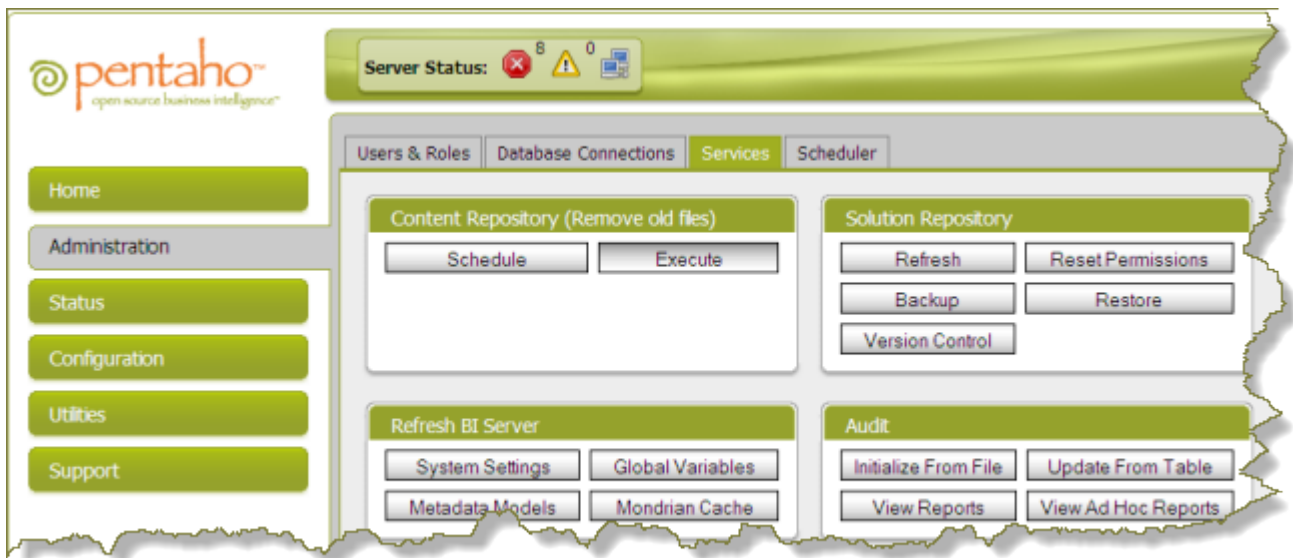 pentaho™
open source business intelligence™
Server Status: 8 0
Users & Roles Database Connections Services Scheduler
Home
Administration
Status
Configuration
Utilities
Support
Content Repository (Remove old files)
Schedule Execute
Solution Repository
Refresh Reset Permissions
Backup Restore
Version Control
Refresh BI Server
System Settings Global Variables
Metadata Models Mondrian Cache
Audit
Initialize From File Update From Table
View Reports View Ad Hoc Reports